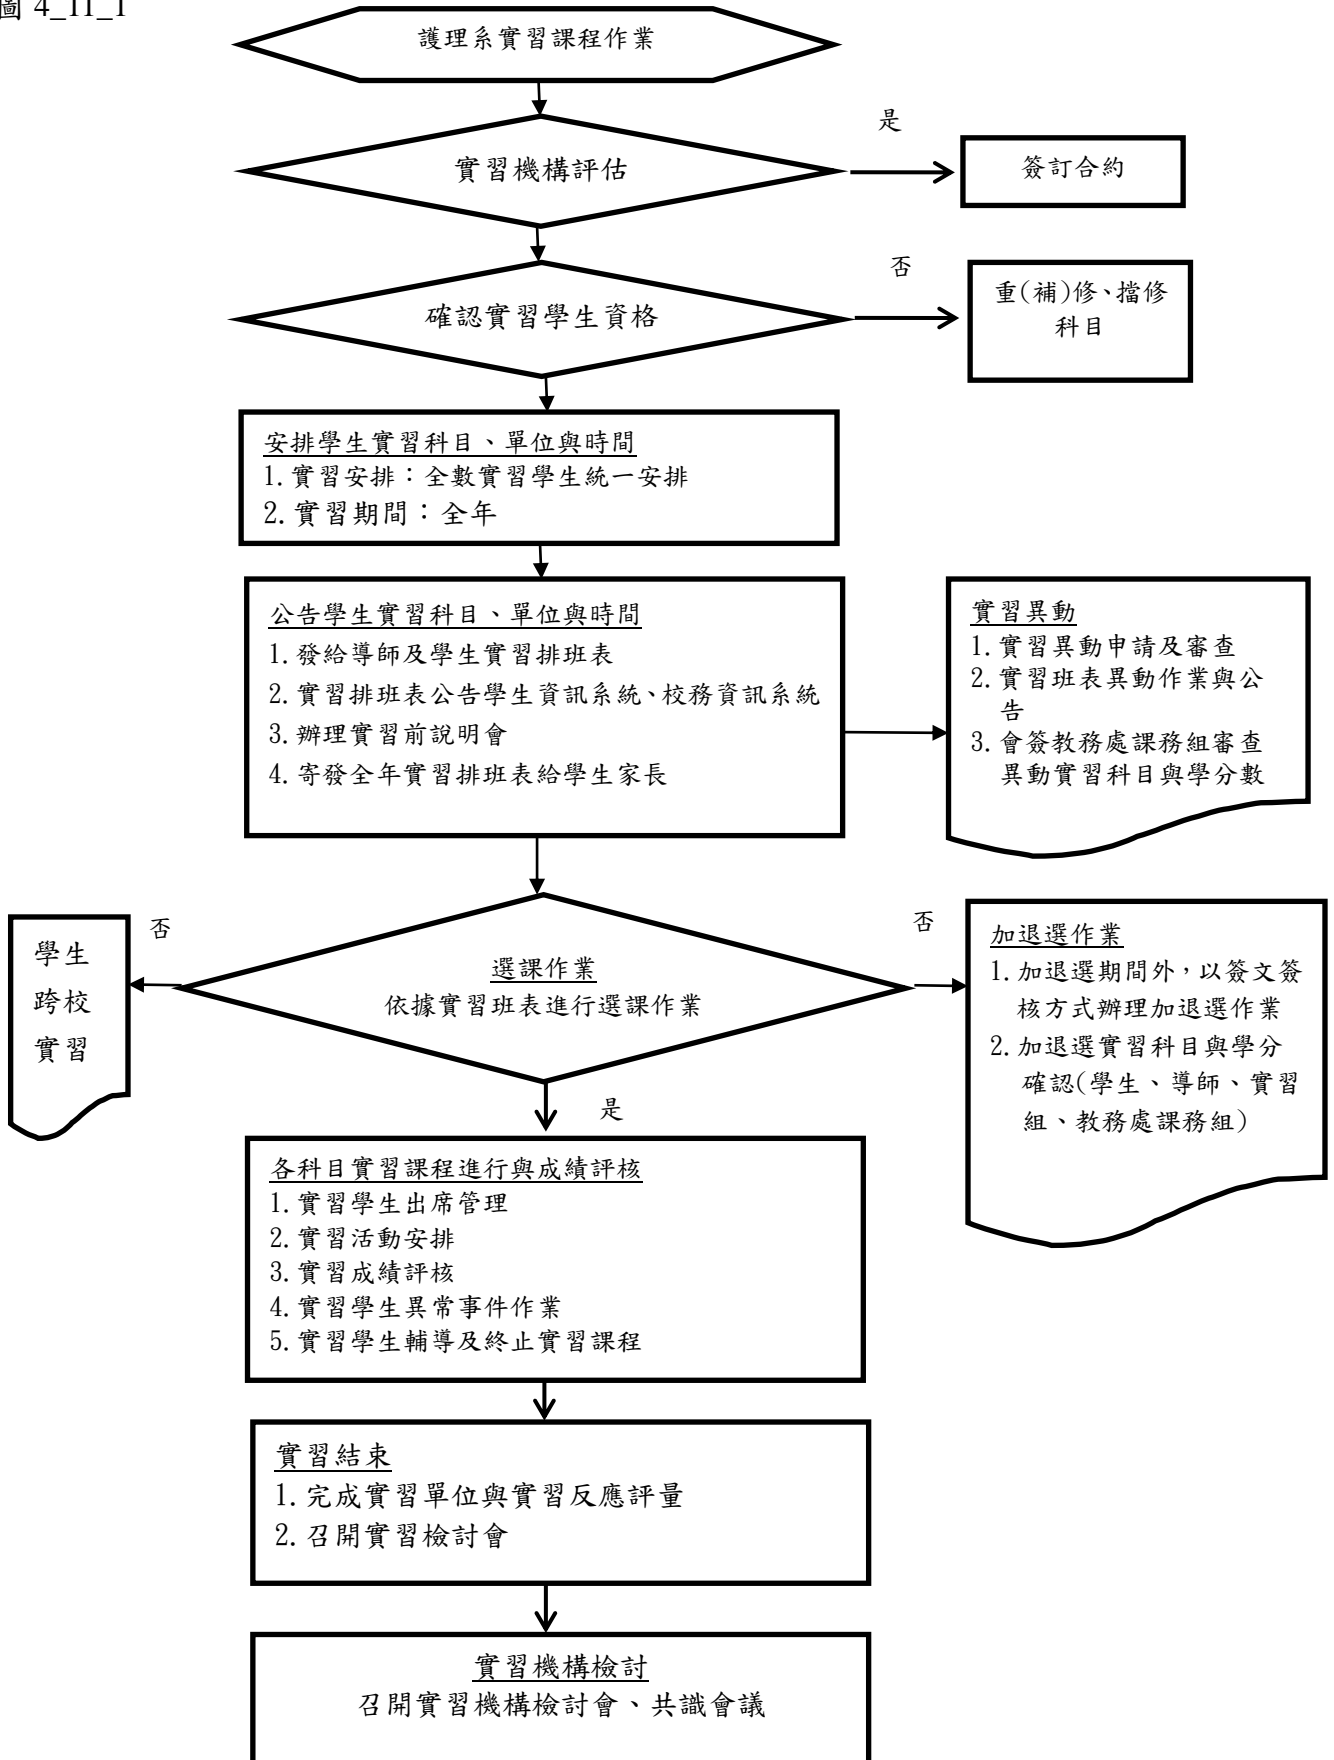 圖 4_11_1
護理系實習課程作業
是
實習機構評估
簽訂合約
否
確認實習學生資格
重(補)修、擋修
科目
安排學生實習科目、單位與時間
1.實習安排：全數實習學生統一安排
2.實習期間：全年
公告學生實習科目、單位與時間
1.發給導師及學生實習排班表
2.實習排班表公告學生資訊系統、校務資訊系統
3.辦理實習前說明會
4.寄發全年實習排班表給學生家長
實習異動
1.實習異動申請及審查
2.實習班表異動作業與公
告
3.會簽教務處課務組審查
異動實習科目與學分數
否
學生
跨校
實習
選課作業
依據實習班表進行選課作業
否
加退選作業
1.加退選期間外，以簽文簽
核方式辦理加退選作業
2.加退選實習科目與學分
確認(學生、導師、實習
組、教務處課務組)
是
各科目實習課程進行與成績評核
1.實習學生出席管理
2.實習活動安排
3.實習成績評核
4.實習學生異常事件作業
5.實習學生輔導及終止實習課程
實習結束
1.完成實習單位與實習反應評量
2.召開實習檢討會
實習機構檢討
召開實習機構檢討會、共識會議